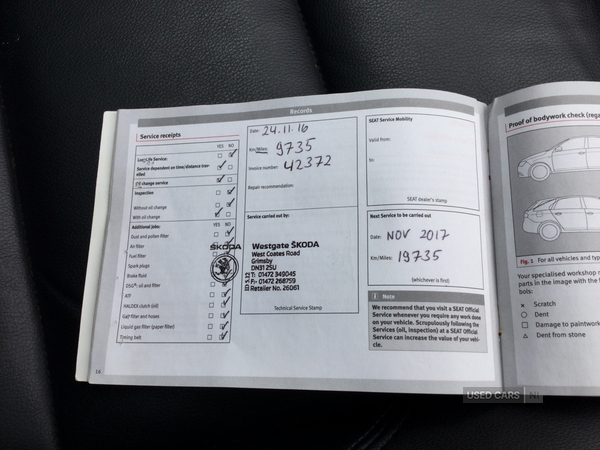 Records
Service receipts
YES NO
LongLife Service:
Service dependent on time/distance travelled
Oil change service
Inspection
Without oil change
With oil change
Additional jobs: YES NO
Dust and pollen filter
Air filter
Fuel filter
Spark plugs
Brake fluid
DSG®: oil and filter
ATF
HALDEX clutch (oil)
Gas filter and hoses
Liquid gas filter (paper filter)
Timing belt
16
Date: 24.11.16
Km/Miles: 9735
Invoice number: 42372
Repair recommendation:
Service carried out by:
ŠKODA
Westgate ŠKODA
West Coates Road
Grimsby
DN31 2SU
T: 01472 349045
F: 01472 268759
Retailer No. 26061
Technical Service Stamp
SEAT Service Mobility
Valid from:
to:
SEAT dealer's stamp
Next Service to be carried out
Date: NOV 2017
Km/Miles: 19735
(whichever is first)
Note
We recommend that you visit a SEAT Official
Service whenever you require any work done
on your vehicle. Scrupulously following the
Services (oil, inspection) at a SEAT Official
Service can increase the value of your vehi-
cle.
Proof of bodywork check (rega
Fig. 1 For all vehicles and typ
Your specialised workshop r
parts in the image with the f
bols:
× Scratch
○ Dent
□ Damage to paintwork
△ Dent from stone
USED CARS NI